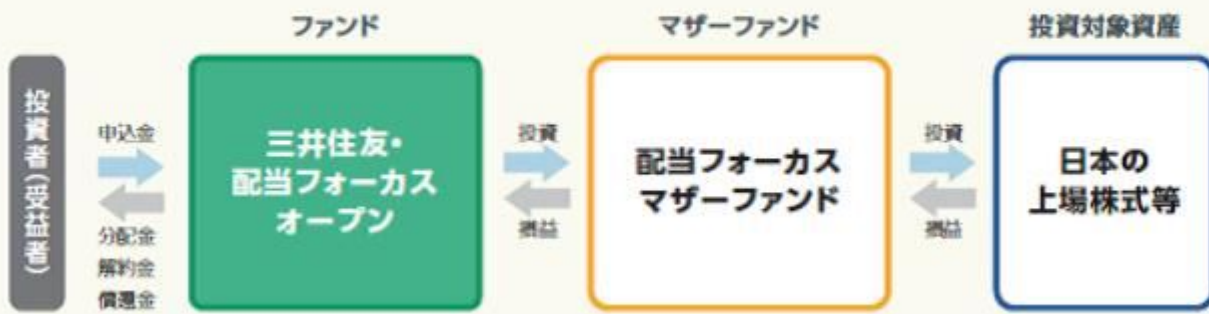 ファンド
マザーファンド
投資対象資産
投資者(受益者)
申込金
分配金
解約金
償還金
三井住友・
配当フォーカス
オープン
投資
損益
配当フォーカス
マザーファンド
投資
損益
日本の
上場株式等